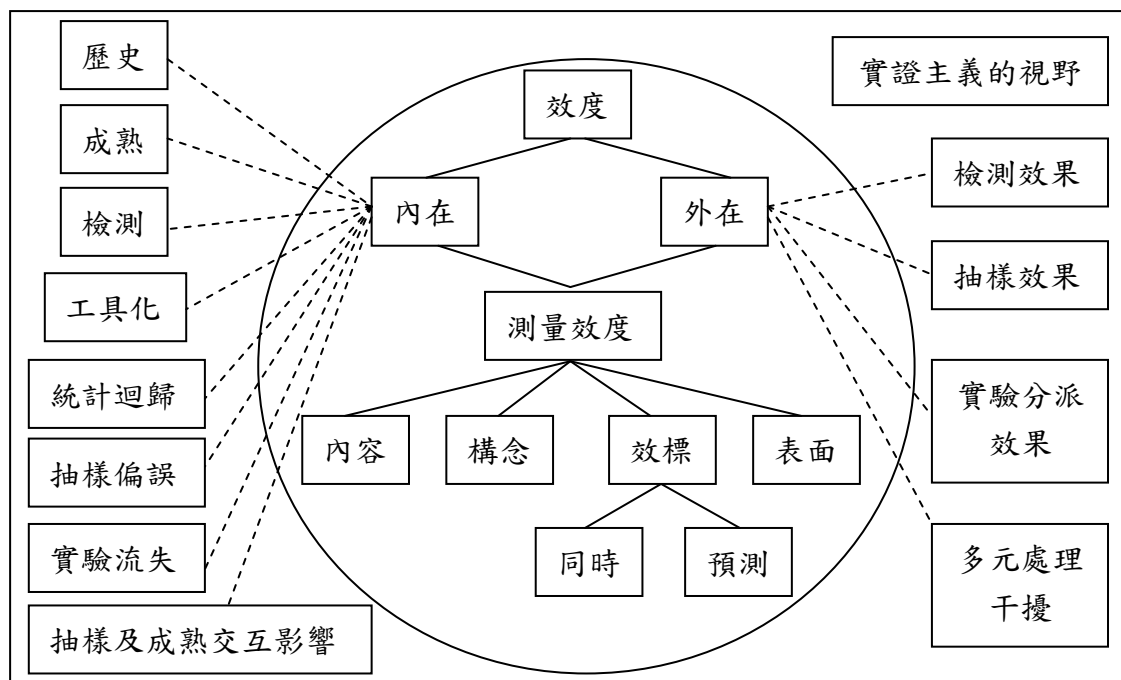 歷史
成熟
檢測
工具化
統計迴歸
抽樣偏誤
實驗流失
抽樣及成熟交互影響
效度
內在
外在
測量效度
內容
構念
效標
表面
同時
預測
實證主義的視野
檢測效果
抽樣效果
實驗分派
效果
多元處理
干擾